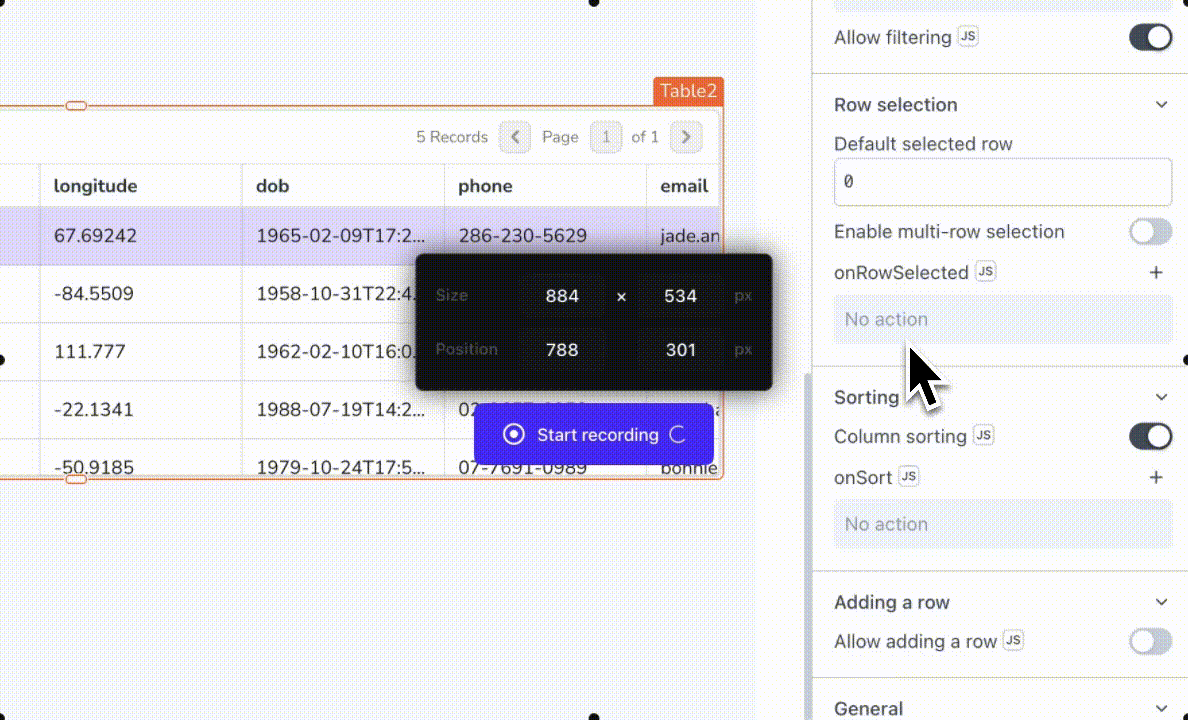 Table2
5 Records Page 1 of 1
longitude dob phone email
67.69242 1965-02-09T17:2... 286-230-5629 jade.an
-84.5509 1958-10-31T22:4.
111.777 1962-02-10T16:0.
-22.1341 1988-07-19T14:2...
-50.9185 1979-10-24T17:5... 07-7691-0989 bonnie
Size 884 × 534 px
Position 788 301 px
Start recording
Allow filtering JS
Row selection
Default selected row
0
Enable multi-row selection
onRowSelected JS +
No action
Sorting
Column sorting JS
onSort JS +
No action
Adding a row
Allow adding a row JS
General